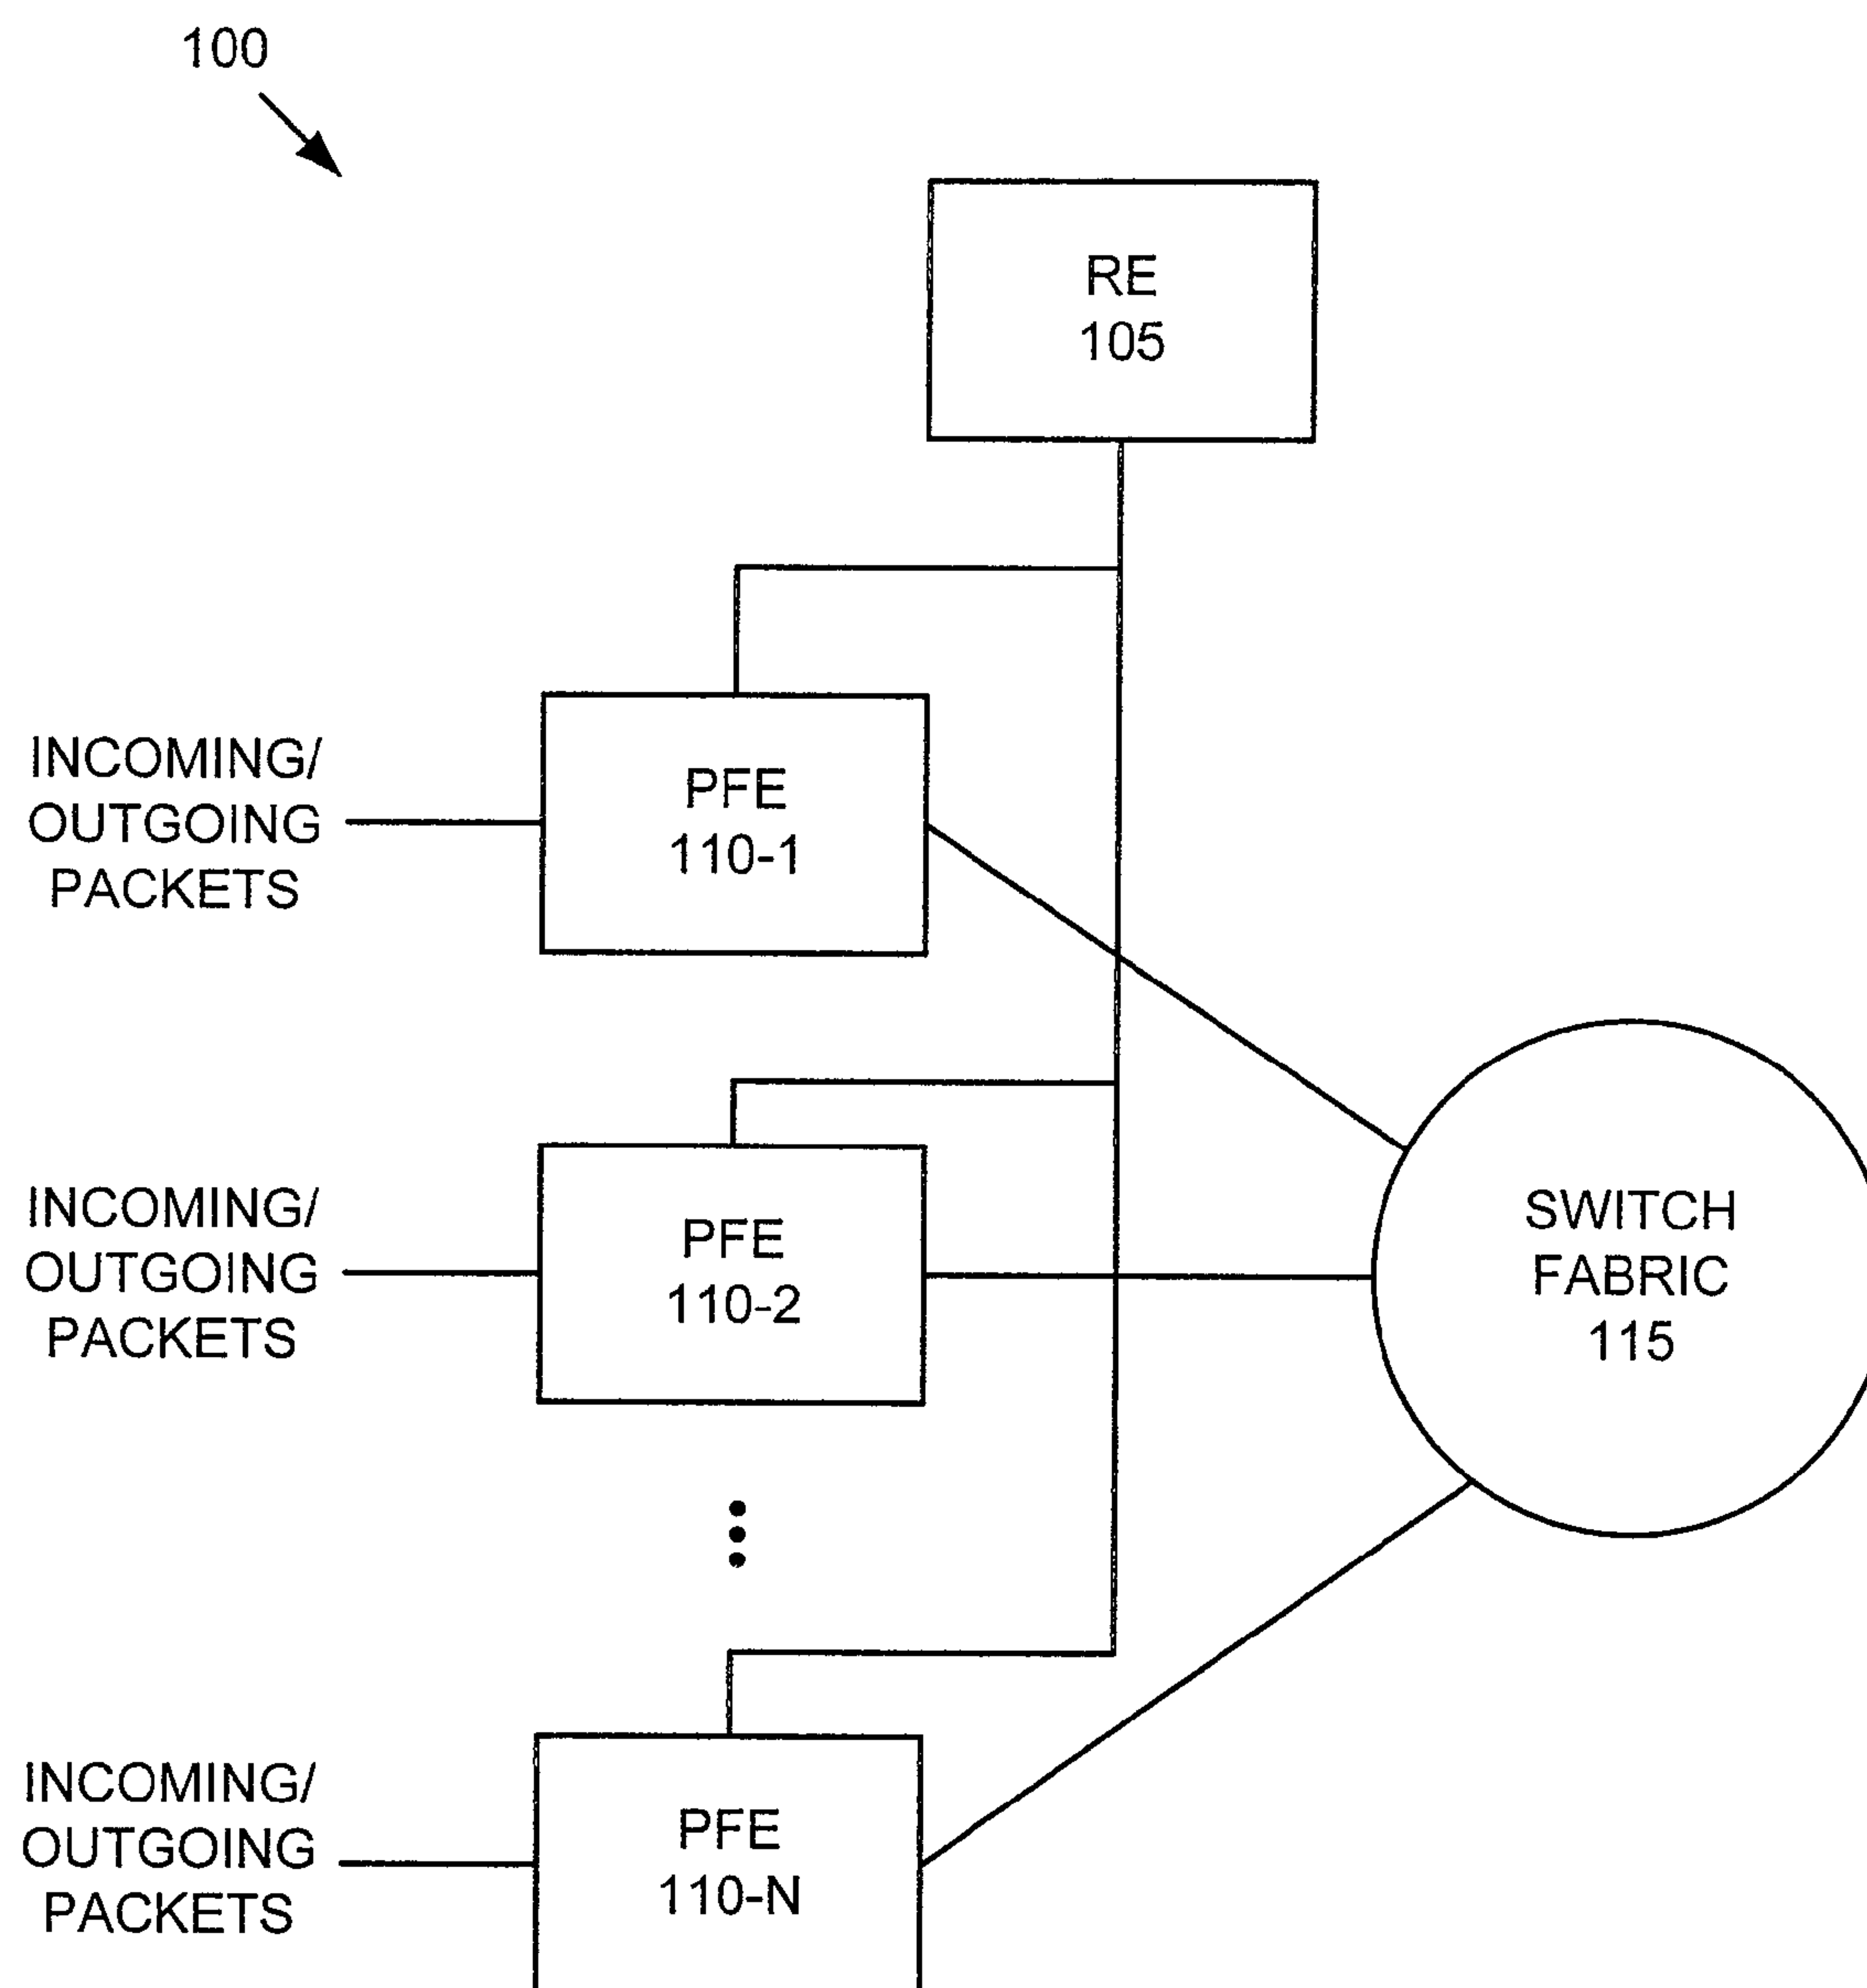 100
RE
105
INCOMING/
OUTGOING
PACKETS
PFE
110-1
INCOMING/
OUTGOING
PACKETS
PFE
110-2
SWITCH
FABRIC
115
INCOMING/
OUTGOING
PACKETS
PFE
110-N